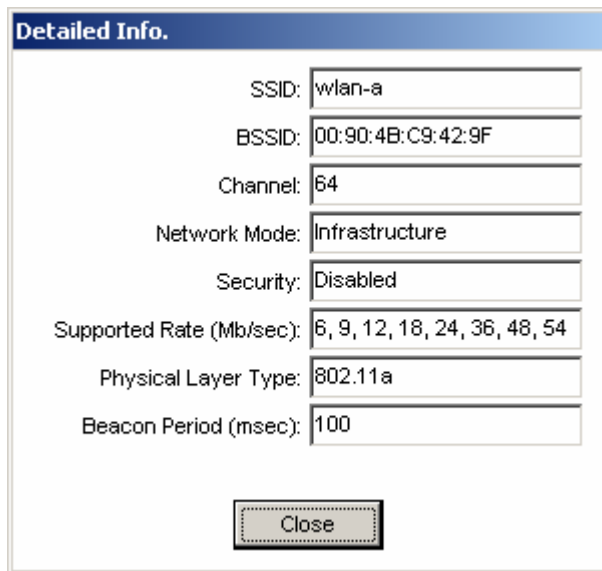 Detailed Info.
SSID: wlan-a
BSSID: 00:90:4B:C9:42:9F
Channel: 64
Network Mode: Infrastructure
Security: Disabled
Supported Rate (Mb/sec): 6, 9, 12, 18, 24, 36, 48, 54
Physical Layer Type: 802.11a
Beacon Period (msec): 100
Close